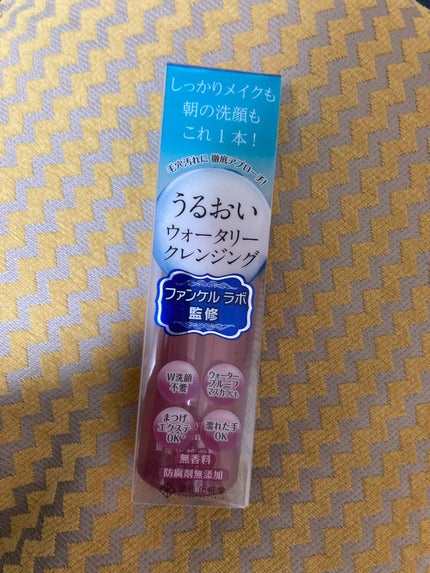 しっかりメイクも
朝の洗顔も
これ1本!
毛穴汚れに 徹底アプローチ!
うるおい
ウォータリー
クレンジング
ファンケル ラボ
監修
W洗顔
不要
ウォーター
プルーフ
マスカラにも
まつげ
エクステ
OK
濡れた手
OK
無香料
防腐剤無添加